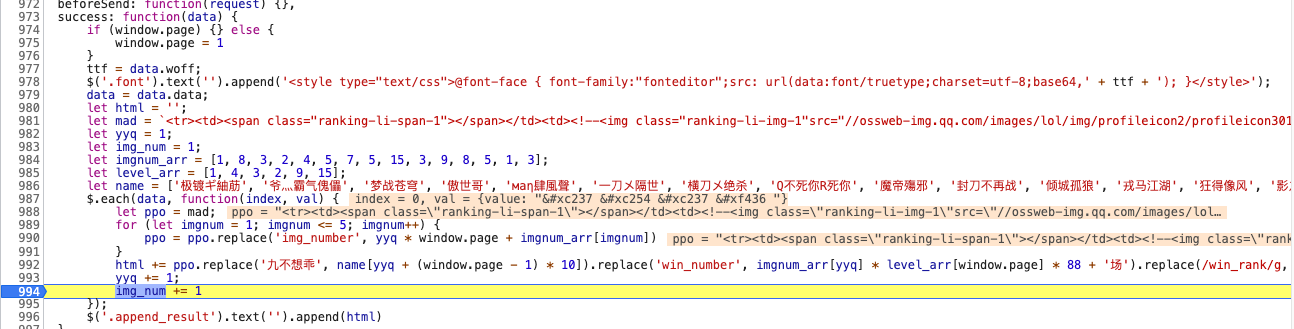 972 beforeSend: function(request) {},
973 success: function(data) {
974 if (window.page) {} else {
975 window.page = 1
976 }
977 ttf = data.woff;
978 $('.font').text('').append('<style type="text/css">@font-face { font-family:"fonteditor";src: url(data:font/truetype;charset=utf-8;base64,' + ttf + '); }</style>');
979 data = data.data;
980 let html = '';
981 let mad = `<tr><td><span class="ranking-li-span-1"></span></td><td><!--<img class="ranking-li-img-1"src="//ossweb-img.qq.com/images/lol/img/profileicon2/profileicon301
982 let yyq = 1;
983 let img_num = 1;
984 let imgnum_arr = [1, 8, 3, 2, 4, 5, 7, 5, 15, 3, 9, 8, 5, 1, 3];
985 let level_arr = [1, 4, 3, 2, 9, 15];
986 let name = ['极镀ギ紬荕', '爷灬霸气傀儡', '梦战苍穹', '傲世哥', 'мaη肆風聲', '一刀メ隔世', '横刀メ绝杀', 'Q不死你R死你', '魔帝殤邪', '封刀不再战', '倾城孤狼', '戎马江湖', '狂得像风', '影
987 $.each(data, function(index, val) { index = 0, val = {value: "&#xc237 &#xc254 &#xc237 &#xf436 "}
988 let ppo = mad; ppo = "<tr><td><span class=\"ranking-li-span-1\"></span></td><td><!--<img class=\"ranking-li-img-1\"src=\"//ossweb-img.qq.com/images/lol…
989 for (let imgnum = 1; imgnum <= 5; imgnum++) {
990 ppo = ppo.replace('img_number', yyq * window.page + imgnum_arr[imgnum]) ppo = "<tr><td><span class=\"ranking-li-span-1\"></span></td><td><!--<img class=\"rank
991 }
992 html += ppo.replace('九不想乖', name[yyq + (window.page - 1) * 10]).replace('win_number', imgnum_arr[yyq] * level_arr[window.page] * 88 + '场').replace(/win_rank/g,
993 yyq += 1;
994 img_num += 1
995 });
996 $('.append_result').text('').append(html)